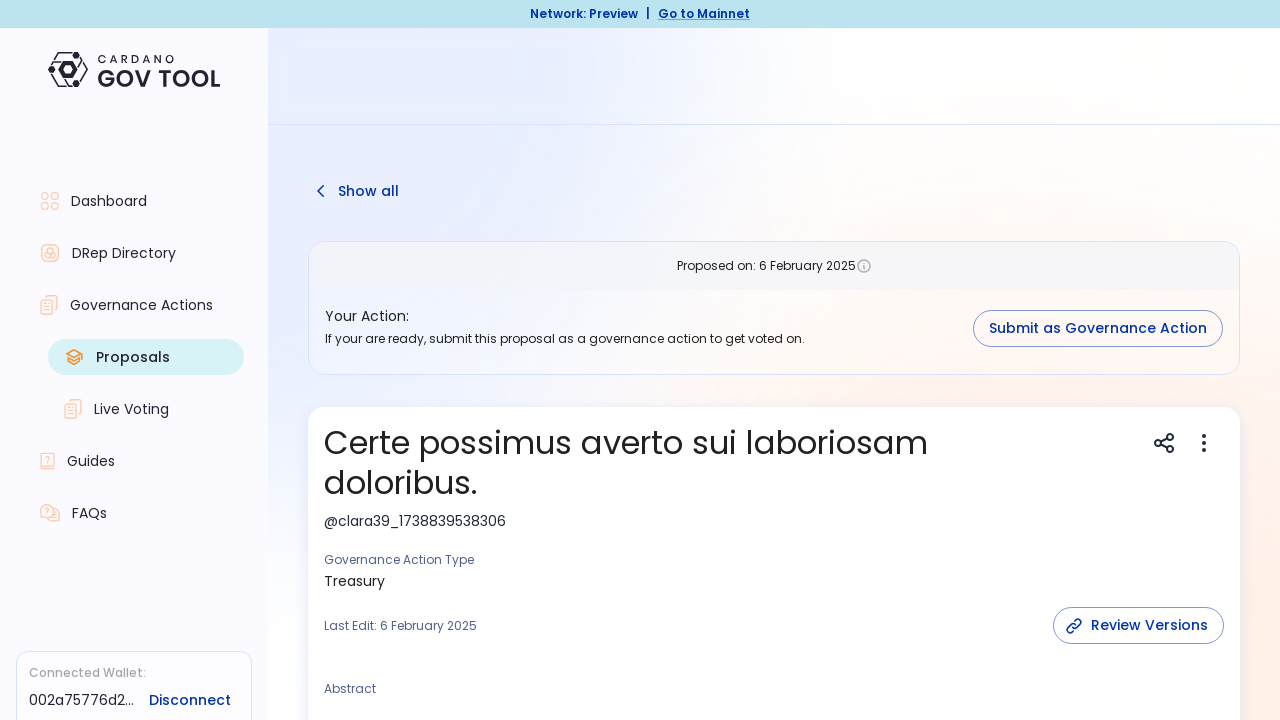 Network: Preview | Go to Mainnet
CARDANO
GOV TOOL
Dashboard
DRep Directory
Governance Actions
Proposals
Live Voting
Guides
FAQs
Connected Wallet:
002a75776d2... Disconnect
Show all
Proposed on: 6 February 2025
Your Action:
If your are ready, submit this proposal as a governance action to get voted on.
Submit as Governance Action
Certe possimus averto sui laboriosam
doloribus.
@clara39_1738839538306
Governance Action Type
Treasury
Last Edit: 6 February 2025
Review Versions
Abstract